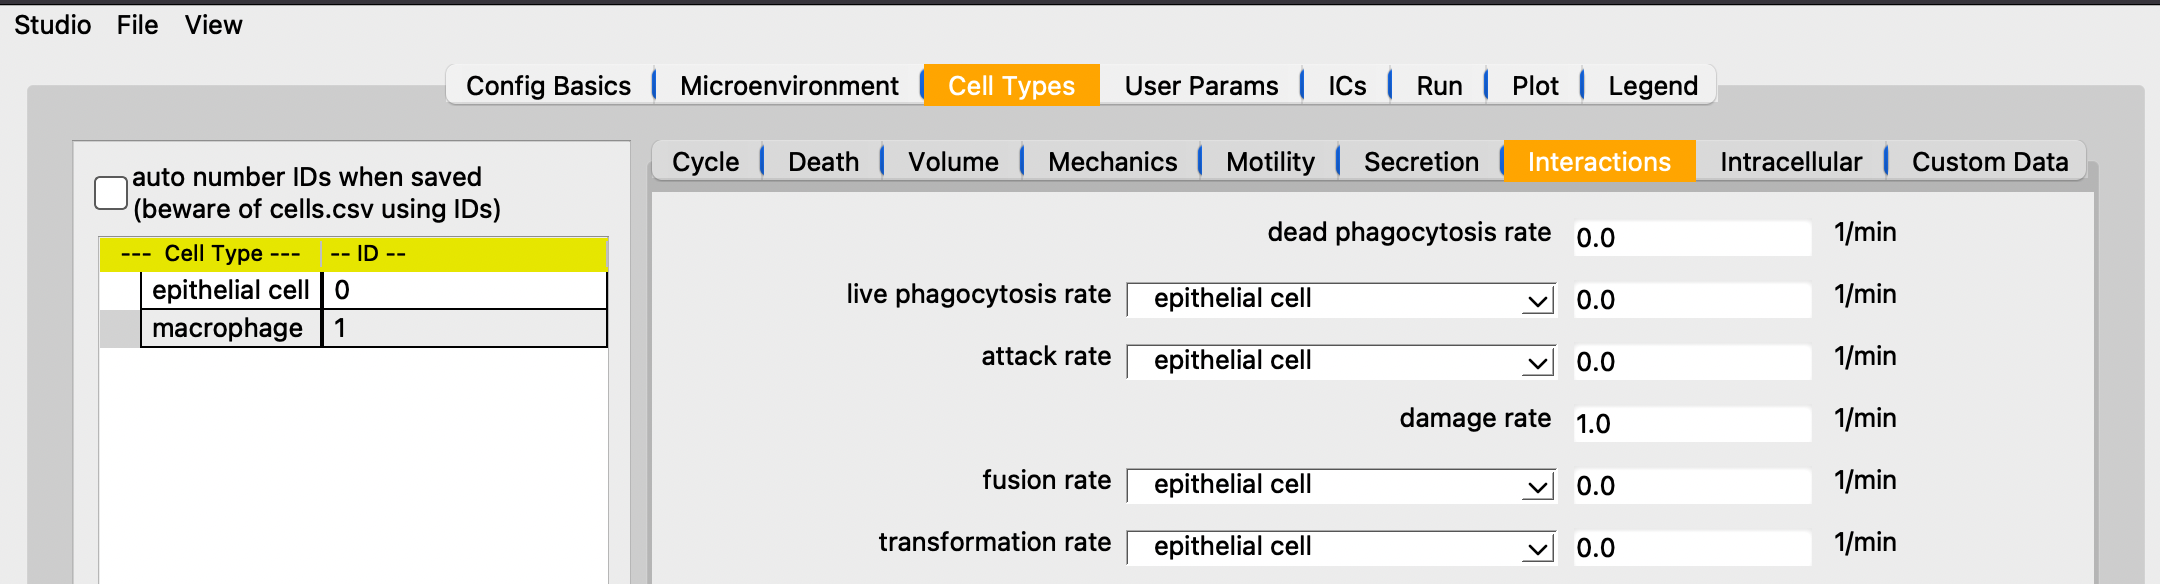 Studio File View
Config Basics Microenvironment Cell Types User Params ICs Run Plot Legend
auto number IDs when saved
(beware of cells.csv using IDs)
--- Cell Type --- -- ID --
epithelial cell 0
macrophage 1
Cycle Death Volume Mechanics Motility Secretion Interactions Intracellular Custom Data
dead phagocytosis rate 0.0 1/min
live phagocytosis rate epithelial cell 0.0 1/min
attack rate epithelial cell 0.0 1/min
damage rate 1.0 1/min
fusion rate epithelial cell 0.0 1/min
transformation rate epithelial cell 0.0 1/min